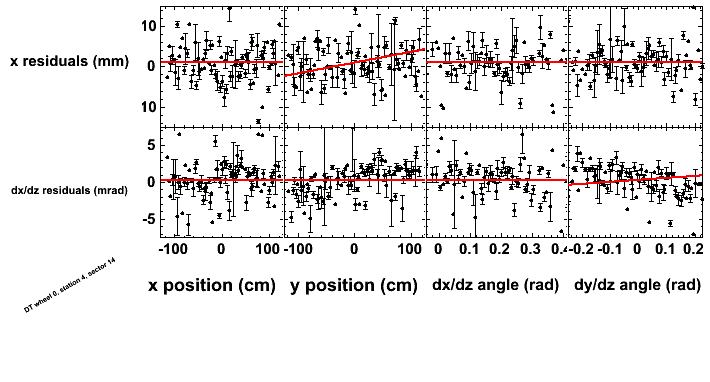 10
x residuals (mm)
0
10
5
dx/dz residuals (mrad)
0
-5
-100 0 100 -100 0 100 0 0.1 0.2 0.3 0.4 -0.2 -0.1 0 0.1 0.2
x position (cm) y position (cm) dx/dz angle (rad) dy/dz angle (rad)
DT wheel 0, station 4, sector 14